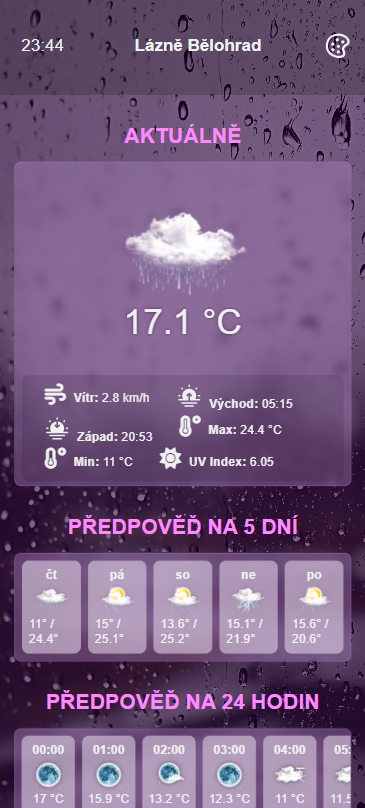 23:44 Lázně Bělohrad
AKTUÁLNĚ
17.1 °C
Vítr: 2.8 km/h Východ: 05:15
Západ: 20:53 Max: 24.4 °C
Min: 11 °C UV Index: 6.05
PŘEDPOVĚĎ NA 5 DNÍ
čt pá so ne po
11° / 15° / 13.6° / 15.1° / 15.6° /
24.4° 25.1° 25.2° 21.9° 20.6°
PŘEDPOVĚĎ NA 24 HODIN
00:00 01:00 02:00 03:00 04:00 05:
17 °C 15.9 °C 13.2 °C 12.3 °C 11 °C 11.5